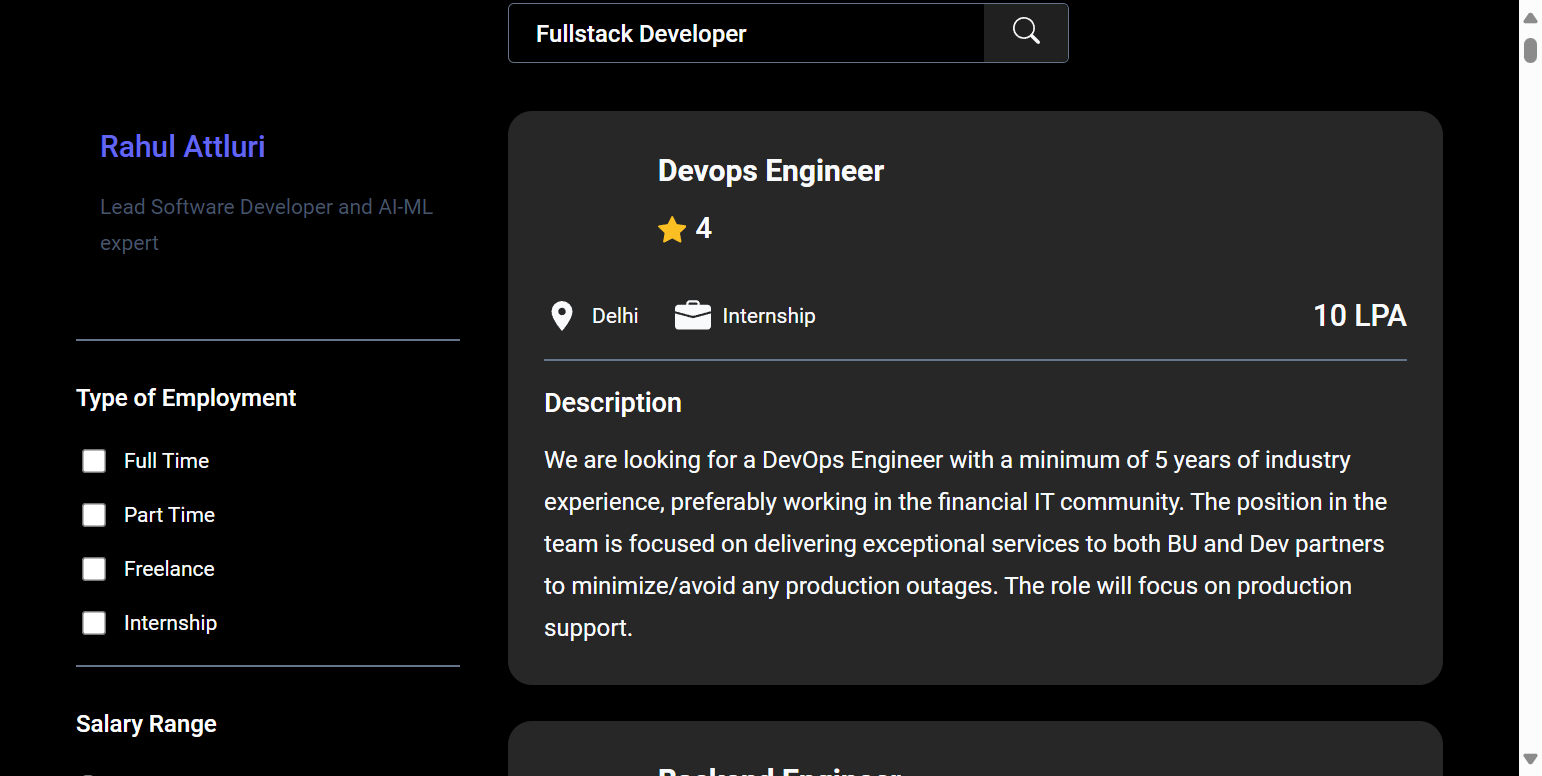 Fullstack Developer
Rahul Attluri
Lead Software Developer and AI-ML
expert
Type of Employment
Full Time
Part Time
Freelance
Internship
Salary Range
Devops Engineer
4
Delhi
Internship
10 LPA
Description
We are looking for a DevOps Engineer with a minimum of 5 years of industry
experience, preferably working in the financial IT community. The position in the
team is focused on delivering exceptional services to both BU and Dev partners
to minimize/avoid any production outages. The role will focus on production
support.
Backend Engineer